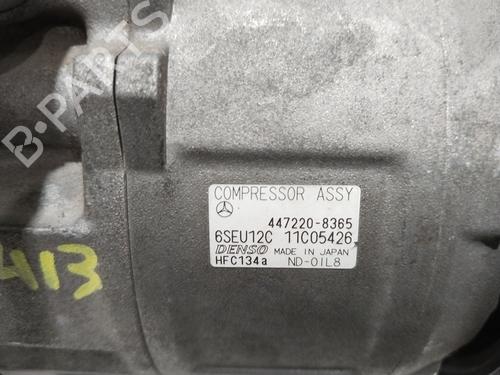 B-PARTS
COMPRESSOR ASSY
447220-8365
6SEU12C 11C05426
DENSO MADE IN JAPAN
HFC134a ND-OIL8
413